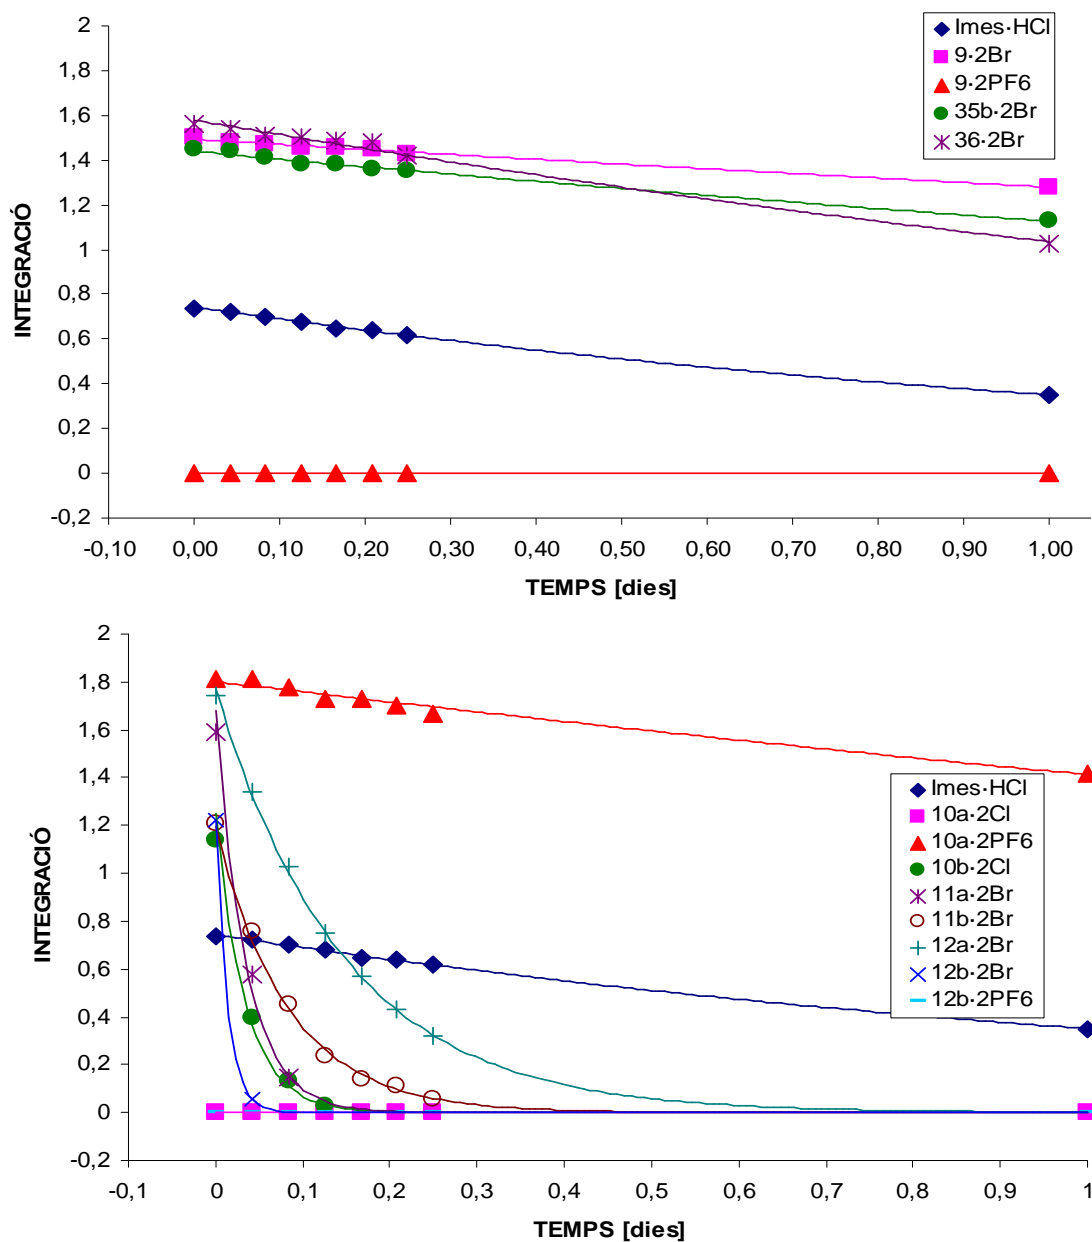 2
1,8
1,6
1,4
1,2
1
0,8
0,6
0,4
0,2
0
-0,2
INTEGRACIÓ
Imes·HCl
9·2Br
9·2PF6
35b·2Br
36·2Br
-0,10 0,00 0,10 0,20 0,30 0,40 0,50 0,60 0,70 0,80 0,90 1,00
TEMPS [dies]
2
1,8
1,6
1,4
1,2
1
0,8
0,6
0,4
0,2
0
-0,2
INTEGRACIÓ
Imes·HCl
10a·2Cl
10a·2PF6
10b·2Cl
11a·2Br
11b·2Br
12a·2Br
12b·2Br
12b·2PF6
-0,1 0 0,1 0,2 0,3 0,4 0,5 0,6 0,7 0,8 0,9 1
TEMPS [dies]